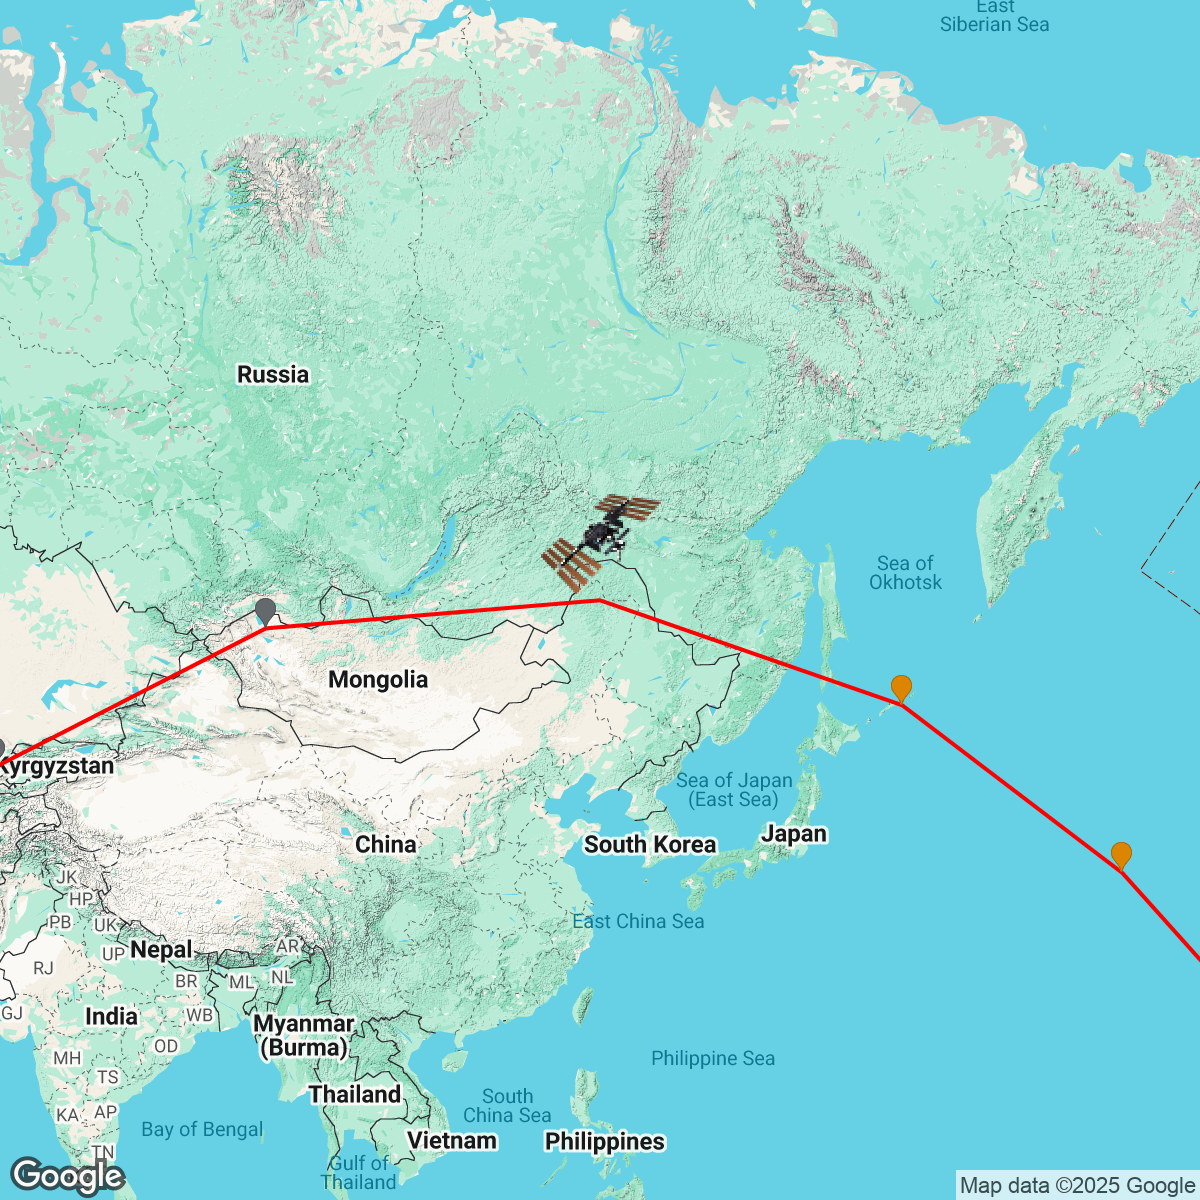 East
Siberian Sea
Russia
Sea of
Okhotsk
Mongolia
Kyrgyzstan
Sea of Japan
(East Sea)
Japan
China
South Korea
JK
HP
PB
UK
East China Sea
Nepal
AR
UP
RJ
BR
ML
NL
GJ
India
WB
Myanmar
(Burma)
OD
MH
Philippine Sea
TS
Thailand
South
China Sea
KA
AP
Bay of Bengal
Vietnam
Philippines
TN
Gulf of
Thailand
Google
Map data ©2025 Google